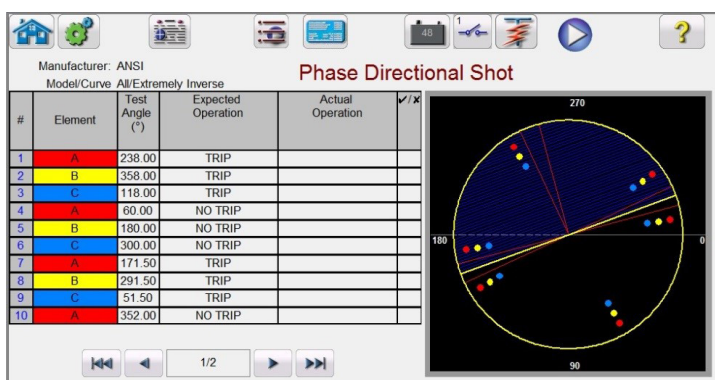 48
1
?
Manufacturer: ANSI
Phase Directional Shot
Model/Curve All/Extremely Inverse
# Element Test Angle (°) Expected Operation Actual Operation ✔/✘
1 A 238.00 TRIP
2 B 358.00 TRIP
3 C 118.00 TRIP
4 A 60.00 NO TRIP
5 B 180.00 NO TRIP
6 C 300.00 NO TRIP
7 A 171.50 TRIP
8 B 291.50 TRIP
9 C 51.50 TRIP
10 A 352.00 NO TRIP
1/2
270
180
0
90